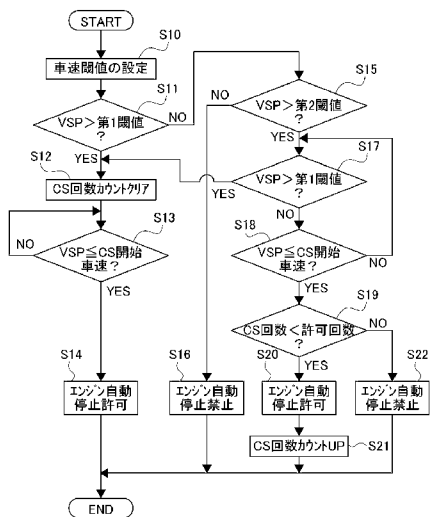 START
S10
車速閾値の設定
S11
VSP>第1閾値
?
NO
YES
S12
CS回数カウントクリア
S13
VSP≦CS開始
車速?
NO
YES
S14
エンジン自動
停止許可
S15
VSP>第2閾値
?
NO
YES
S17
VSP>第1閾値
?
YES
NO
S18
VSP≦CS開始
車速?
NO
YES
S19
CS回数<許可回数
?
NO
YES
S16
エンジン自動
停止禁止
S20
エンジン自動
停止許可
S22
エンジン自動
停止禁止
CS回数カウントUP
S21
END